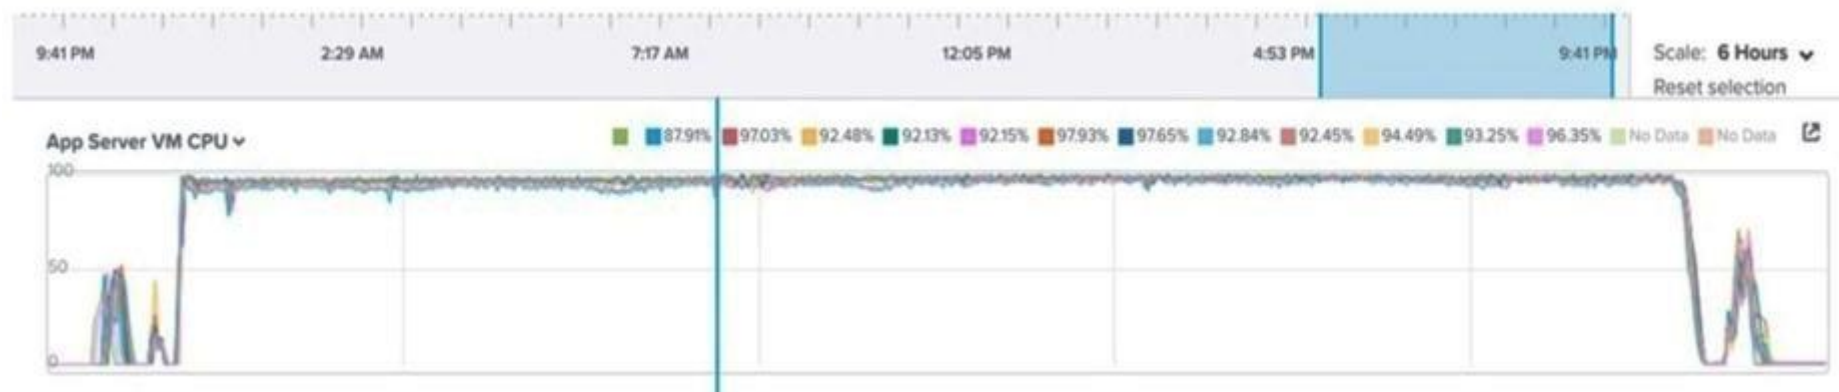 9:41 PM 2:29 AM 7:17 AM 12:05 PM 4:53 PM 9:41 PM Scale: 6 Hours
Reset selection
App Server VM CPU 87.91% 97.03% 92.48% 92.13% 92.15% 97.93% 97.65% 92.84% 92.45% 94.49% 93.25% 96.35% No Data No Data
100
50
0